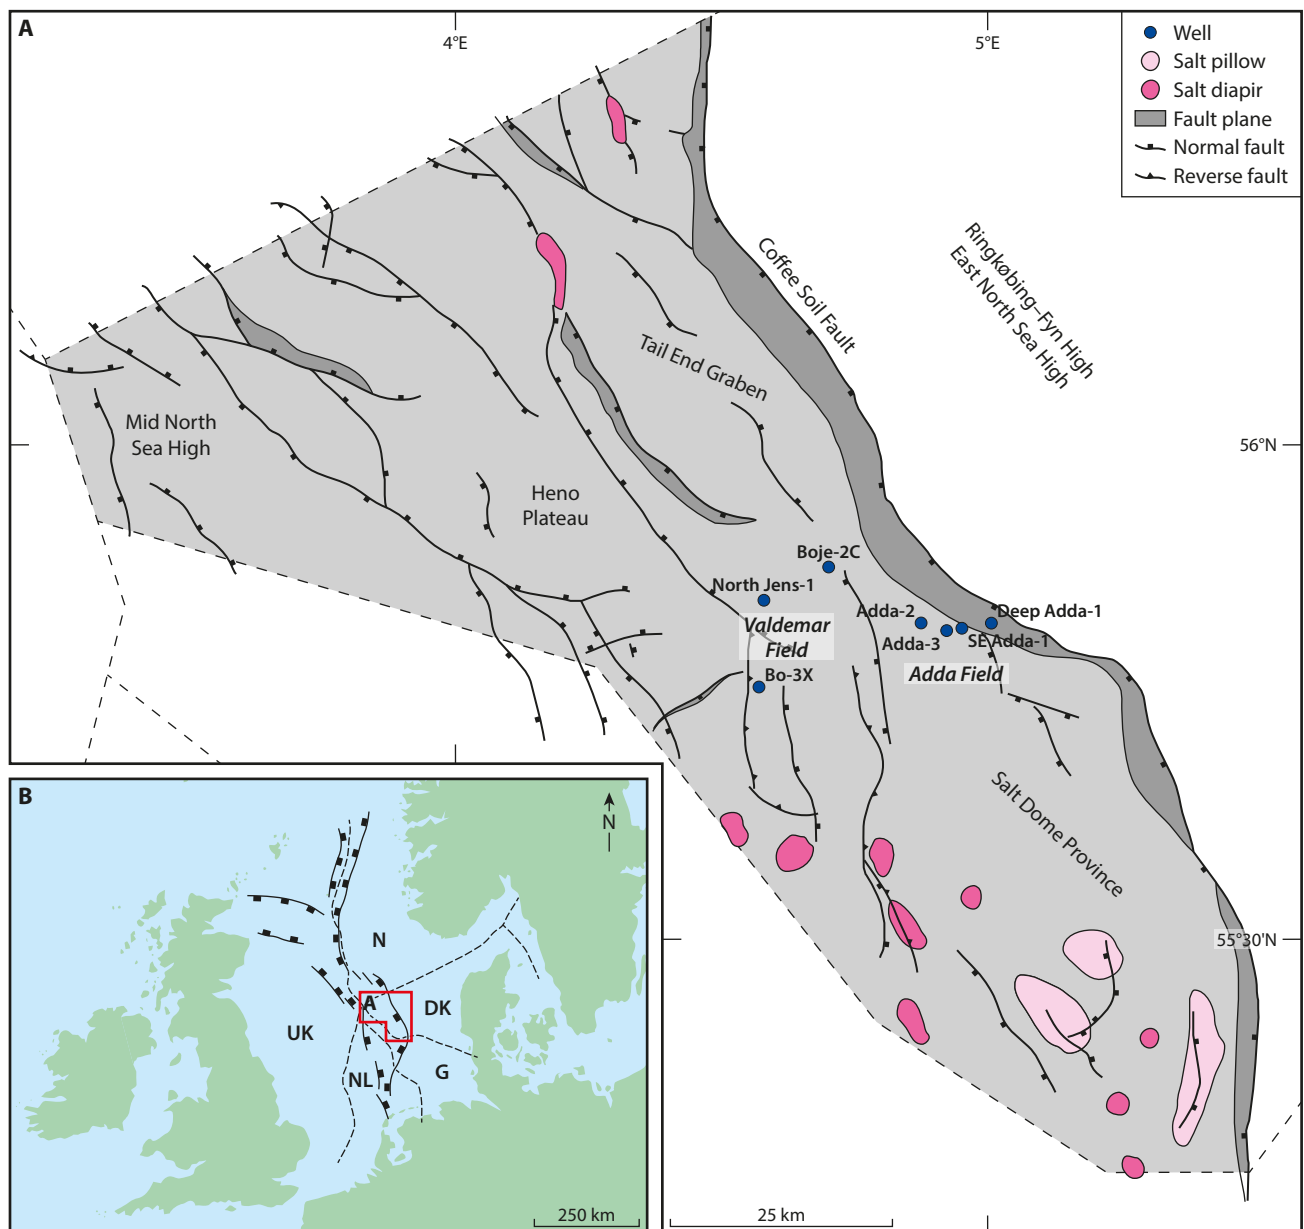 A
4°E
5°E
Well
Salt pillow
Salt diapir
Fault plane
Normal fault
Reverse fault
Ringkøbing–Fyn High
East North Sea High
Coffee Soil Fault
Tail End Graben
Mid North
Sea High
56°N
Heno
Plateau
Boje-2C
North Jens-1
Adda-2
Deep Adda-1
Valdemar
Field
Adda-3
SE Adda-1
Bo-3X
Adda Field
Salt Dome Province
55°30'N
B
N
N
A
DK
UK
NL
G
250 km
25 km